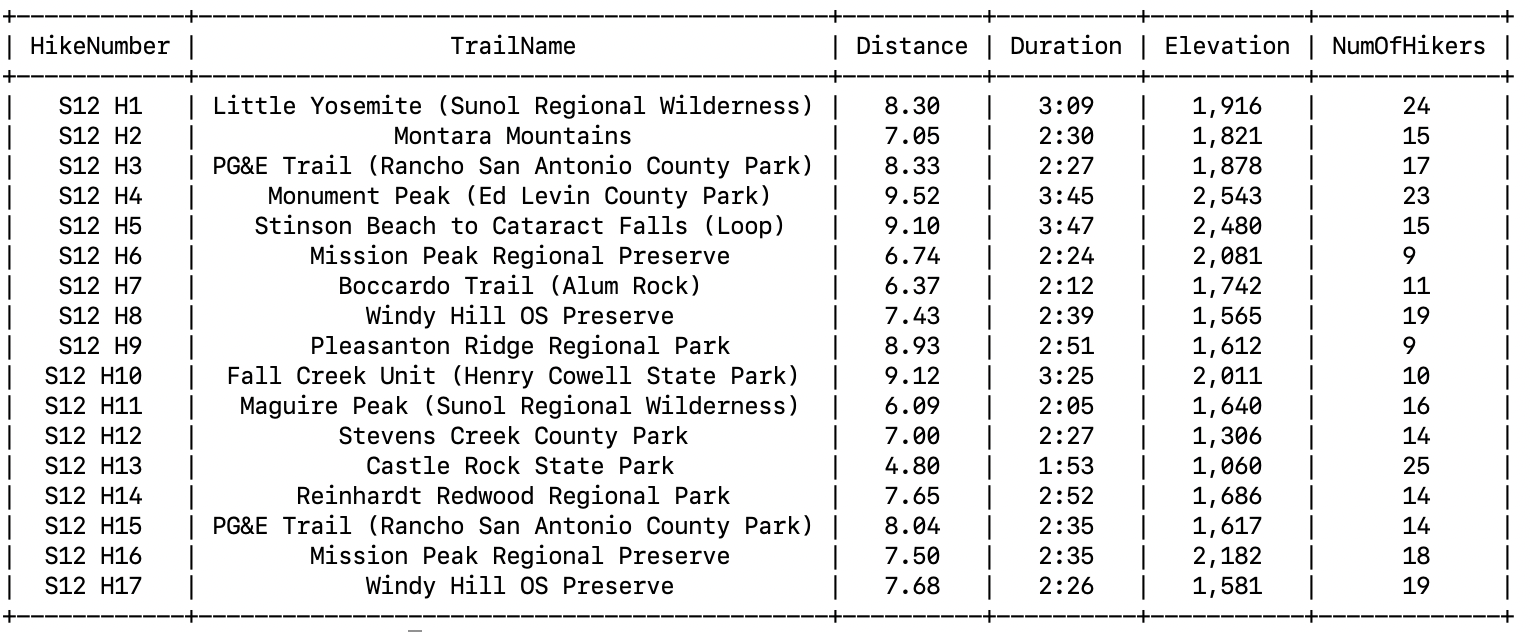 +------------+----------------------------------------------+----------+----------+-----------+-------------+
| HikeNumber | TrailName | Distance | Duration | Elevation | NumOfHikers |
+------------+----------------------------------------------+----------+----------+-----------+-------------+
| S12 H1 | Little Yosemite (Sunol Regional Wilderness) | 8.30 | 3:09 | 1,916 | 24 |
| S12 H2 | Montara Mountains | 7.05 | 2:30 | 1,821 | 15 |
| S12 H3 | PG&E Trail (Rancho San Antonio County Park) | 8.33 | 2:27 | 1,878 | 17 |
| S12 H4 | Monument Peak (Ed Levin County Park) | 9.52 | 3:45 | 2,543 | 23 |
| S12 H5 | Stinson Beach to Cataract Falls (Loop) | 9.10 | 3:47 | 2,480 | 15 |
| S12 H6 | Mission Peak Regional Preserve | 6.74 | 2:24 | 2,081 | 9 |
| S12 H7 | Boccardo Trail (Alum Rock) | 6.37 | 2:12 | 1,742 | 11 |
| S12 H8 | Windy Hill OS Preserve | 7.43 | 2:39 | 1,565 | 19 |
| S12 H9 | Pleasanton Ridge Regional Park | 8.93 | 2:51 | 1,612 | 9 |
| S12 H10 | Fall Creek Unit (Henry Cowell State Park) | 9.12 | 3:25 | 2,011 | 10 |
| S12 H11 | Maguire Peak (Sunol Regional Wilderness) | 6.09 | 2:05 | 1,640 | 16 |
| S12 H12 | Stevens Creek County Park | 7.00 | 2:27 | 1,306 | 14 |
| S12 H13 | Castle Rock State Park | 4.80 | 1:53 | 1,060 | 25 |
| S12 H14 | Reinhardt Redwood Regional Park | 7.65 | 2:52 | 1,686 | 14 |
| S12 H15 | PG&E Trail (Rancho San Antonio County Park) | 8.04 | 2:35 | 1,617 | 14 |
| S12 H16 | Mission Peak Regional Preserve | 7.50 | 2:35 | 2,182 | 18 |
| S12 H17 | Windy Hill OS Preserve | 7.68 | 2:26 | 1,581 | 19 |
+------------+----------------------------------------------+----------+----------+-----------+-------------+